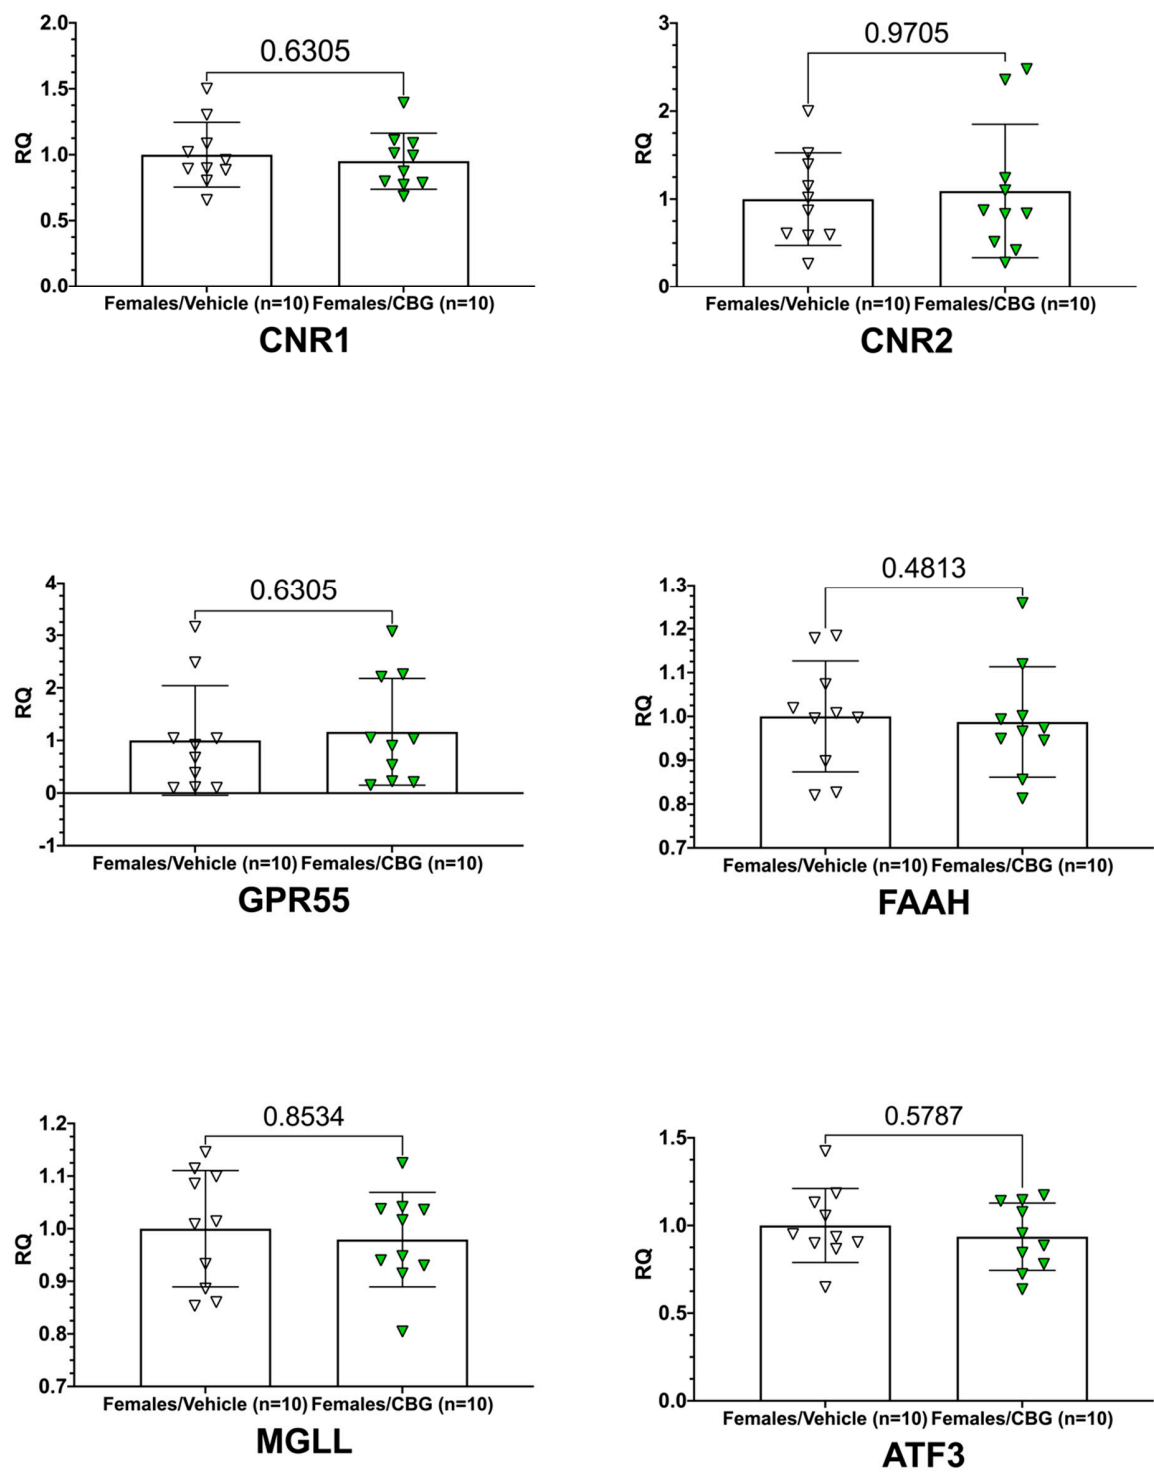 0.6305
2.0
1.5
1.0
0.5
0.0
RQ
Females/Vehicle (n=10) Females/CBG (n=10)
CNR1
0.9705
3
2
1
0
RQ
Females/Vehicle (n=10) Females/CBG (n=10)
CNR2
0.6305
4
3
2
1
0
-1
RQ
Females/Vehicle (n=10) Females/CBG (n=10)
GPR55
0.4813
1.3
1.2
1.1
1.0
0.9
0.8
0.7
RQ
Females/Vehicle (n=10) Females/CBG (n=10)
FAAH
0.8534
1.2
1.1
1.0
0.9
0.8
0.7
RQ
Females/Vehicle (n=10) Females/CBG (n=10)
MGLL
0.5787
1.5
1.0
0.5
0.0
RQ
Females/Vehicle (n=10) Females/CBG (n=10)
ATF3